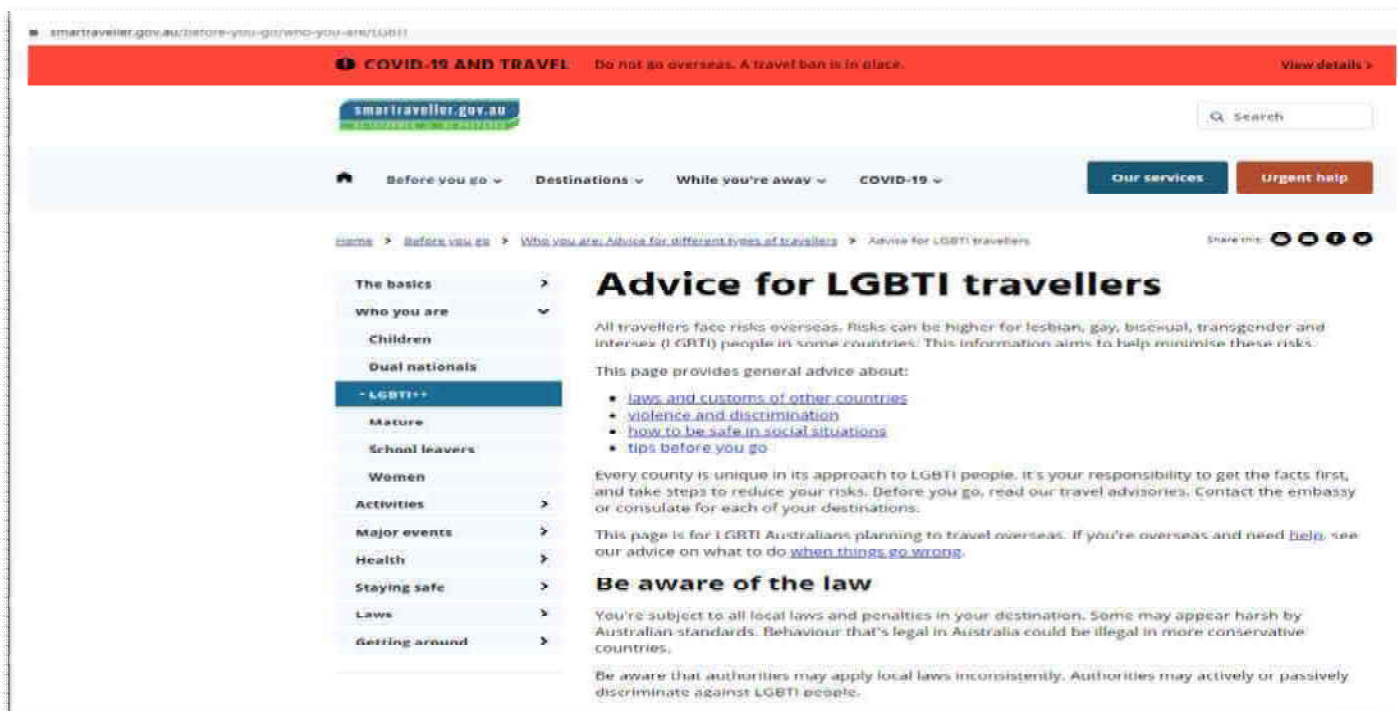 smartraveller.gov.au/before-you-go/who-you-are/LGBTI
COVID-19 AND TRAVEL Do not go overseas. A travel ban is in place. View details >
smartraveller.gov.au
BE INFORMED BE PREPARED
Search
Before you go Destinations While you're away COVID-19 Our services Urgent help
Home > Before you go > Who you are: Advice for different types of travellers > Advice for LGBTI travellers Share this:
The basics
Who you are
Children
Dual nationals
LGBTI++
Mature
School leavers
Women
Activities
Major events
Health
Staying safe
Laws
Getting around
Advice for LGBTI travellers
All travellers face risks overseas. Risks can be higher for lesbian, gay, bisexual, transgender and
intersex (LGBTI) people in some countries. This information aims to help minimise these risks.
This page provides general advice about:
• laws and customs of other countries
• violence and discrimination
• how to be safe in social situations
• tips before you go
Every county is unique in its approach to LGBTI people. It's your responsibility to get the facts first,
and take steps to reduce your risks. Before you go, read our travel advisories. Contact the embassy
or consulate for each of your destinations.
This page is for LGBTI Australians planning to travel overseas. If you're overseas and need help, see
our advice on what to do when things go wrong.
Be aware of the law
You're subject to all local laws and penalties in your destination. Some may appear harsh by
Australian standards. Behaviour that's legal in Australia could be illegal in more conservative
countries.
Be aware that authorities may apply local laws inconsistently. Authorities may actively or passively
discriminate against LGBTI people.